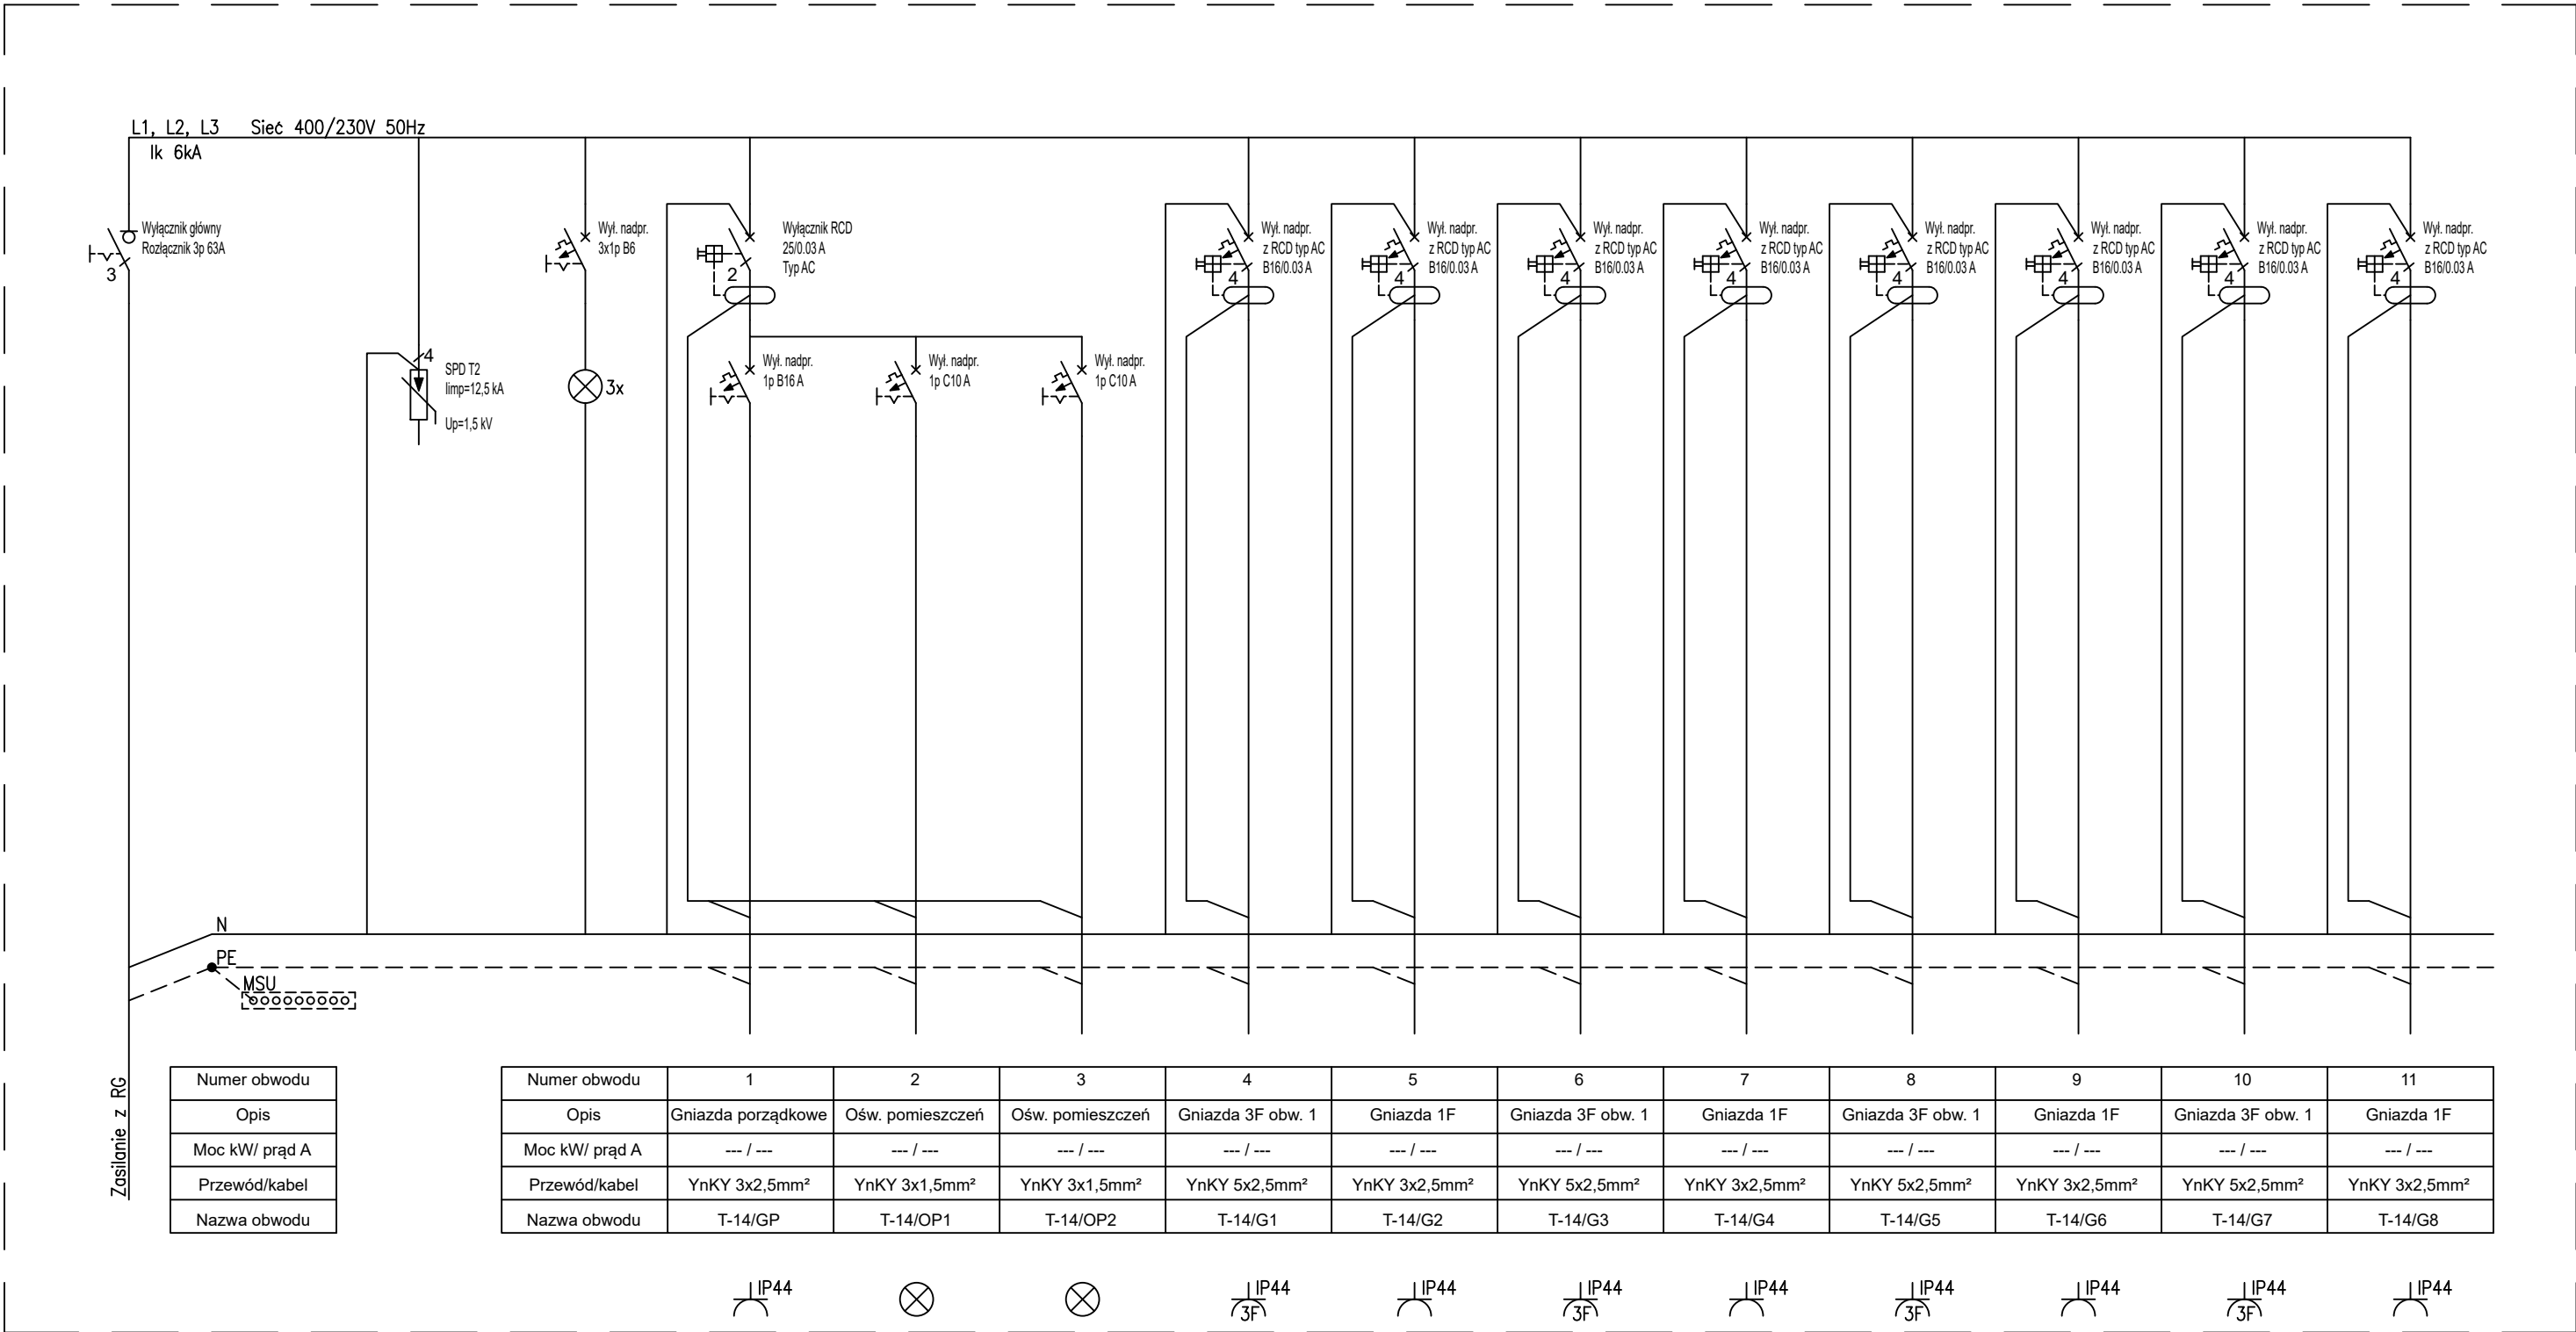 L1, L2, L3 Sieć 400/230V 50Hz
Ik 6kA
Wyłącznik główny
Rozłącznik 3p 63A
3
4
SPD T2
Iimp=12,5 kA
Up=1,5 kV
Wył. nadpr.
3x1p B6
3x
Wyłącznik RCD
25/0.03 A
Typ AC
2
Wył. nadpr.
1p B16 A
Wył. nadpr.
1p C10 A
Wył. nadpr.
1p C10 A
Wył. nadpr.
z RCD typ AC
B16/0.03 A
4
Wył. nadpr.
z RCD typ AC
B16/0.03 A
4
Wył. nadpr.
z RCD typ AC
B16/0.03 A
4
Wył. nadpr.
z RCD typ AC
B16/0.03 A
4
Wył. nadpr.
z RCD typ AC
B16/0.03 A
4
Wył. nadpr.
z RCD typ AC
B16/0.03 A
4
Wył. nadpr.
z RCD typ AC
B16/0.03 A
4
Wył. nadpr.
z RCD typ AC
B16/0.03 A
4
N
PE
MSU
Zasilanie z RG
Numer obwodu
Opis
Moc kW/ prąd A
Przewód/kabel
Nazwa obwodu
Numer obwodu 1 2 3 4 5 6 7 8 9 10 11
Opis Gniazda porządkowe Ośw. pomieszczeń Ośw. pomieszczeń Gniazda 3F obw. 1 Gniazda 1F Gniazda 3F obw. 1 Gniazda 1F Gniazda 3F obw. 1 Gniazda 1F Gniazda 3F obw. 1 Gniazda 1F
Moc kW/ prąd A --- / --- --- / --- --- / --- --- / --- --- / --- --- / --- --- / --- --- / --- --- / --- --- / --- --- / ---
Przewód/kabel YnKY 3x2,5mm² YnKY 3x1,5mm² YnKY 3x1,5mm² YnKY 5x2,5mm² YnKY 3x2,5mm² YnKY 5x2,5mm² YnKY 3x2,5mm² YnKY 5x2,5mm² YnKY 3x2,5mm² YnKY 5x2,5mm² YnKY 3x2,5mm²
Nazwa obwodu T-14/GP T-14/OP1 T-14/OP2 T-14/G1 T-14/G2 T-14/G3 T-14/G4 T-14/G5 T-14/G6 T-14/G7 T-14/G8
IP44 IP44 IP44 IP44 IP44 IP44 IP44 IP44 IP44
3F 3F 3F 3F